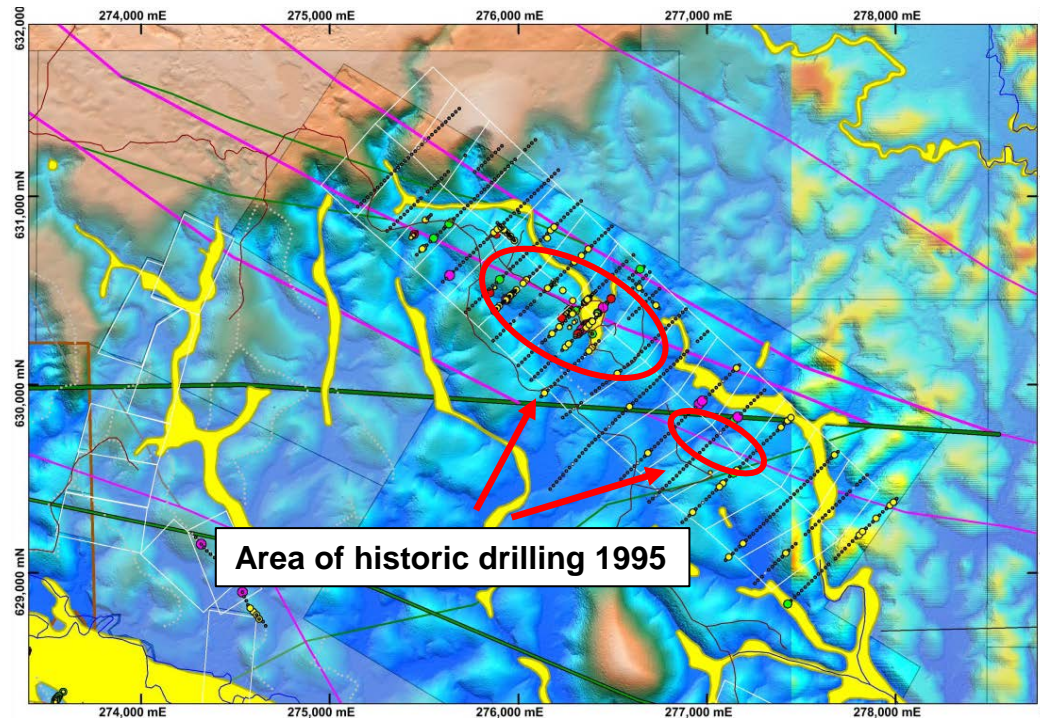 274,000 mE
275,000 mE
276,000 mE
277,000 mE
278,000 mE
632,000
631,000 mN
630,000 mN
629,000 mN
Area of historic drilling 1995
274,000 mE
275,000 mE
276,000 mE
277,000 mE
278,000 mE